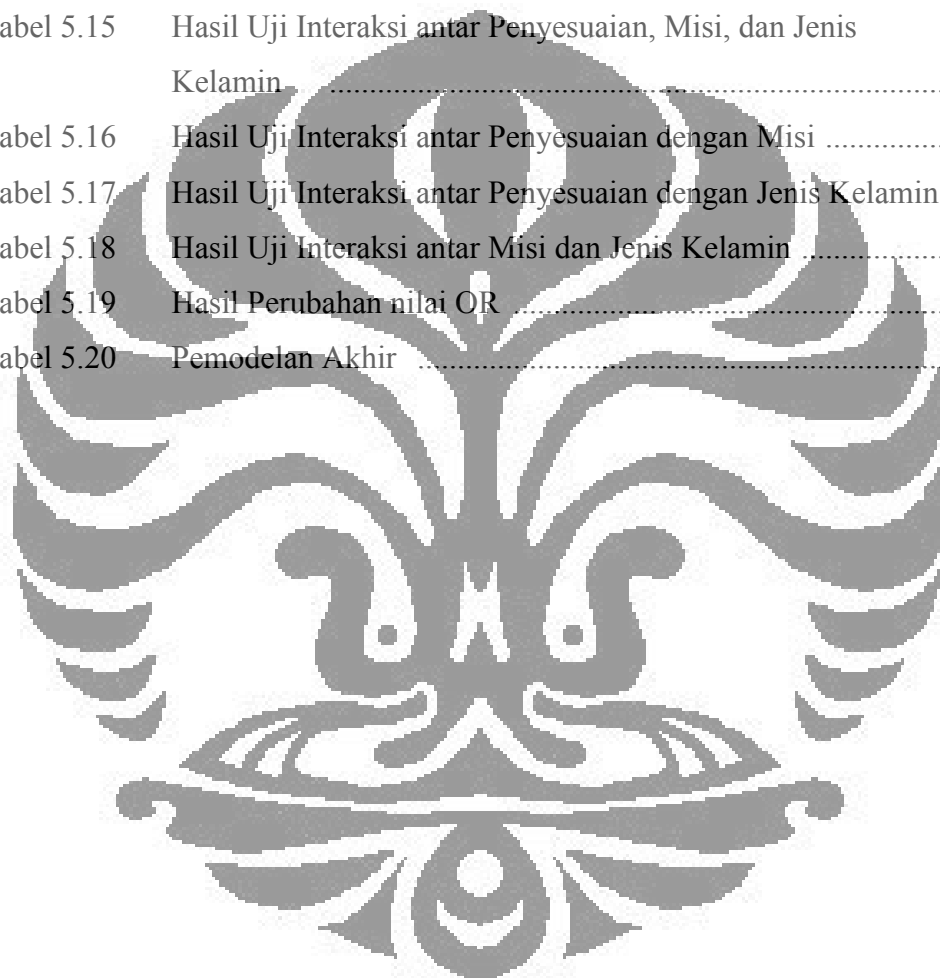 abel 5.15 Hasil Uji Interaksi antar Penyesuaian, Misi, dan Jenis
Kelamin ........................................................................
abel 5.16 Hasil Uji Interaksi antar Penyesuaian dengan Misi ..............
abel 5.17 Hasil Uji Interaksi antar Penyesuaian dengan Jenis Kelamin
abel 5.18 Hasil Uji Interaksi antar Misi dan Jenis Kelamin .................
abel 5.19 Hasil Perubahan nilai OR ....................................................
abel 5.20 Pemodelan Akhir ................................................................